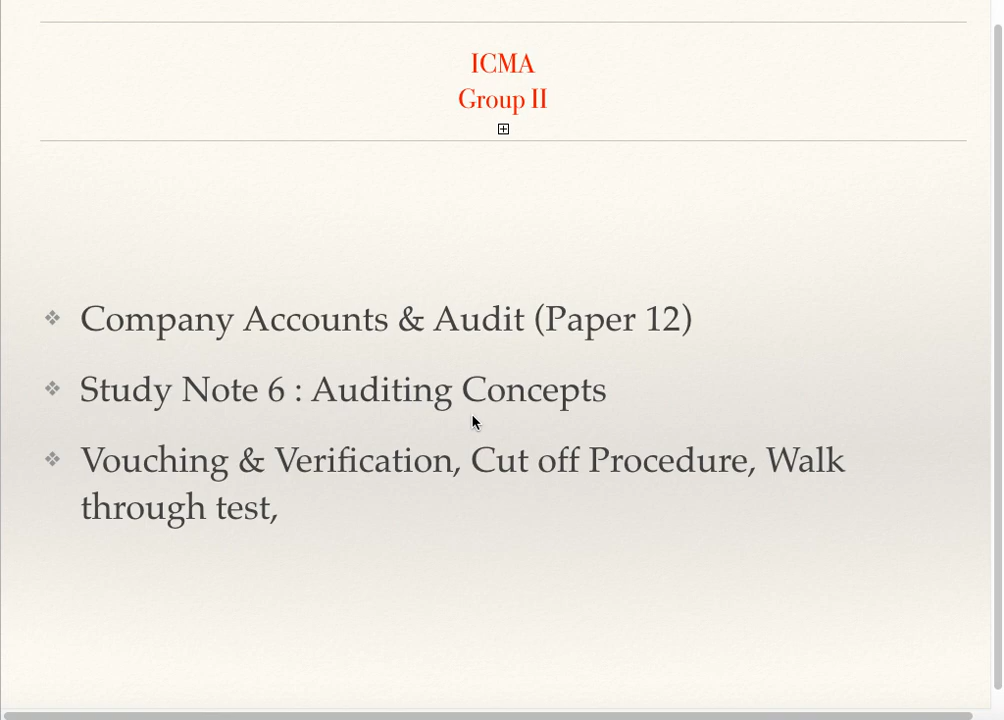 ICMA
Group II
Company Accounts & Audit (Paper 12)
Study Note 6 : Auditing Concepts
Vouching & Verification, Cut off Procedure, Walk
through test,